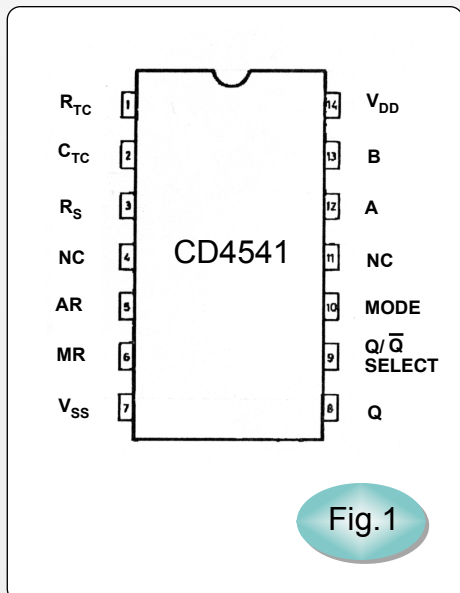 R_TC 1 14 V_DD
C_TC 2 13 B
R_S 3 12 A
CD4541
NC 4 11 NC
AR 5 10 MODE
MR 6 9 Q/Q̅
SELECT
V_SS 7 8 Q
Fig.1